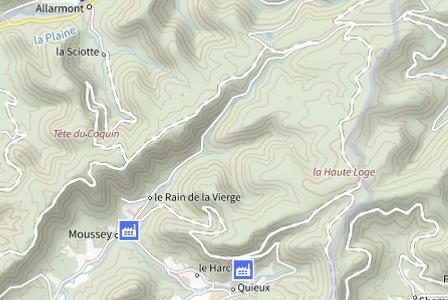 Allarmont
la Plaine
la Sciotte
Tête du Coquin
la Haute Loge
le Rain de la Vierge
Moussey
le Harc
Quieux